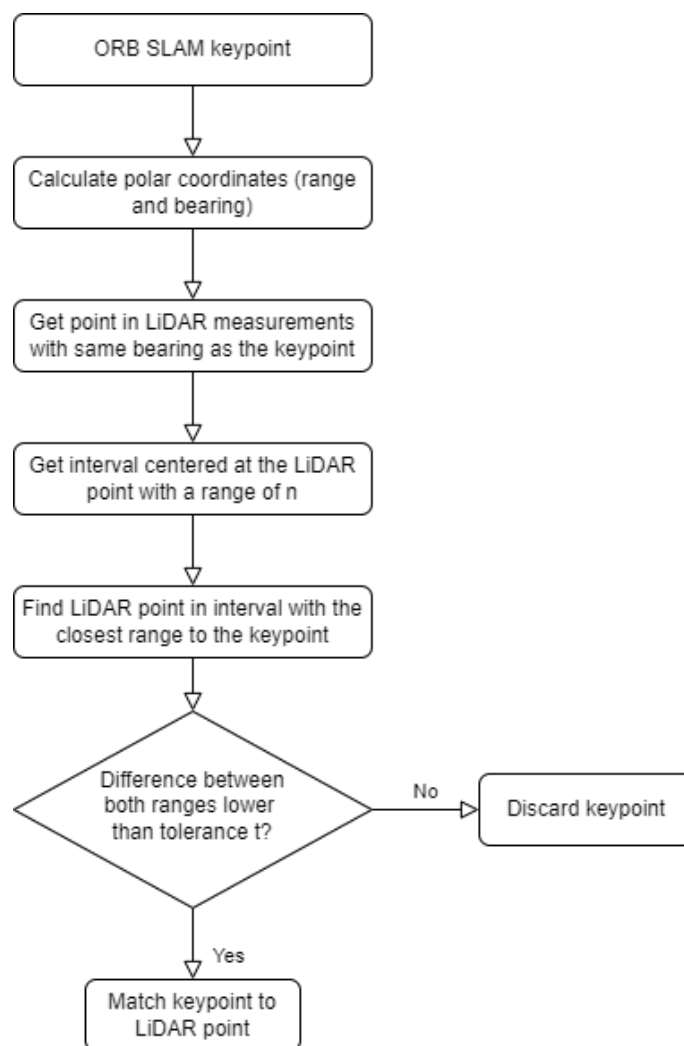 ORB SLAM keypoint
Calculate polar coordinates (range
and bearing)
Get point in LiDAR measurements
with same bearing as the keypoint
Get interval centered at the LiDAR
point with a range of n
Find LiDAR point in interval with the
closest range to the keypoint
Difference between
both ranges lower
than tolerance t?
No
Discard keypoint
Yes
Match keypoint to
LiDAR point